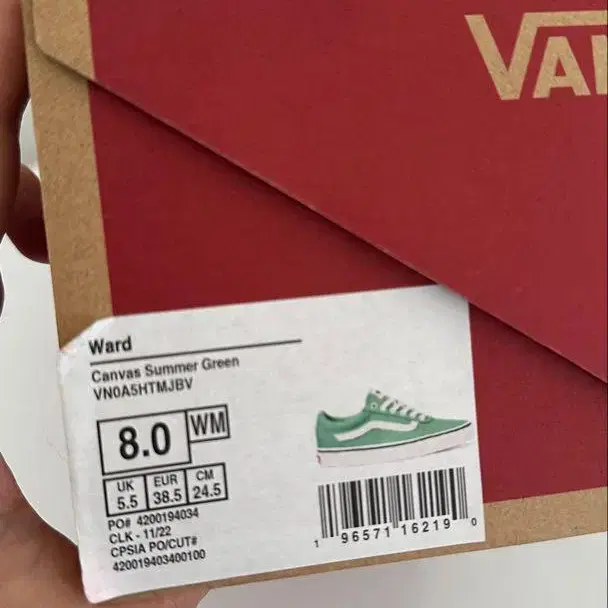 VAN
Ward
Canvas Summer Green
VN0A5HTMJBV
8.0 WM
UK EUR CM
5.5 38.5 24.5
PO# 4200194034
CLK - 11/22
CPSIA PO/CUT#
420019403400100
1 96571 16219 0